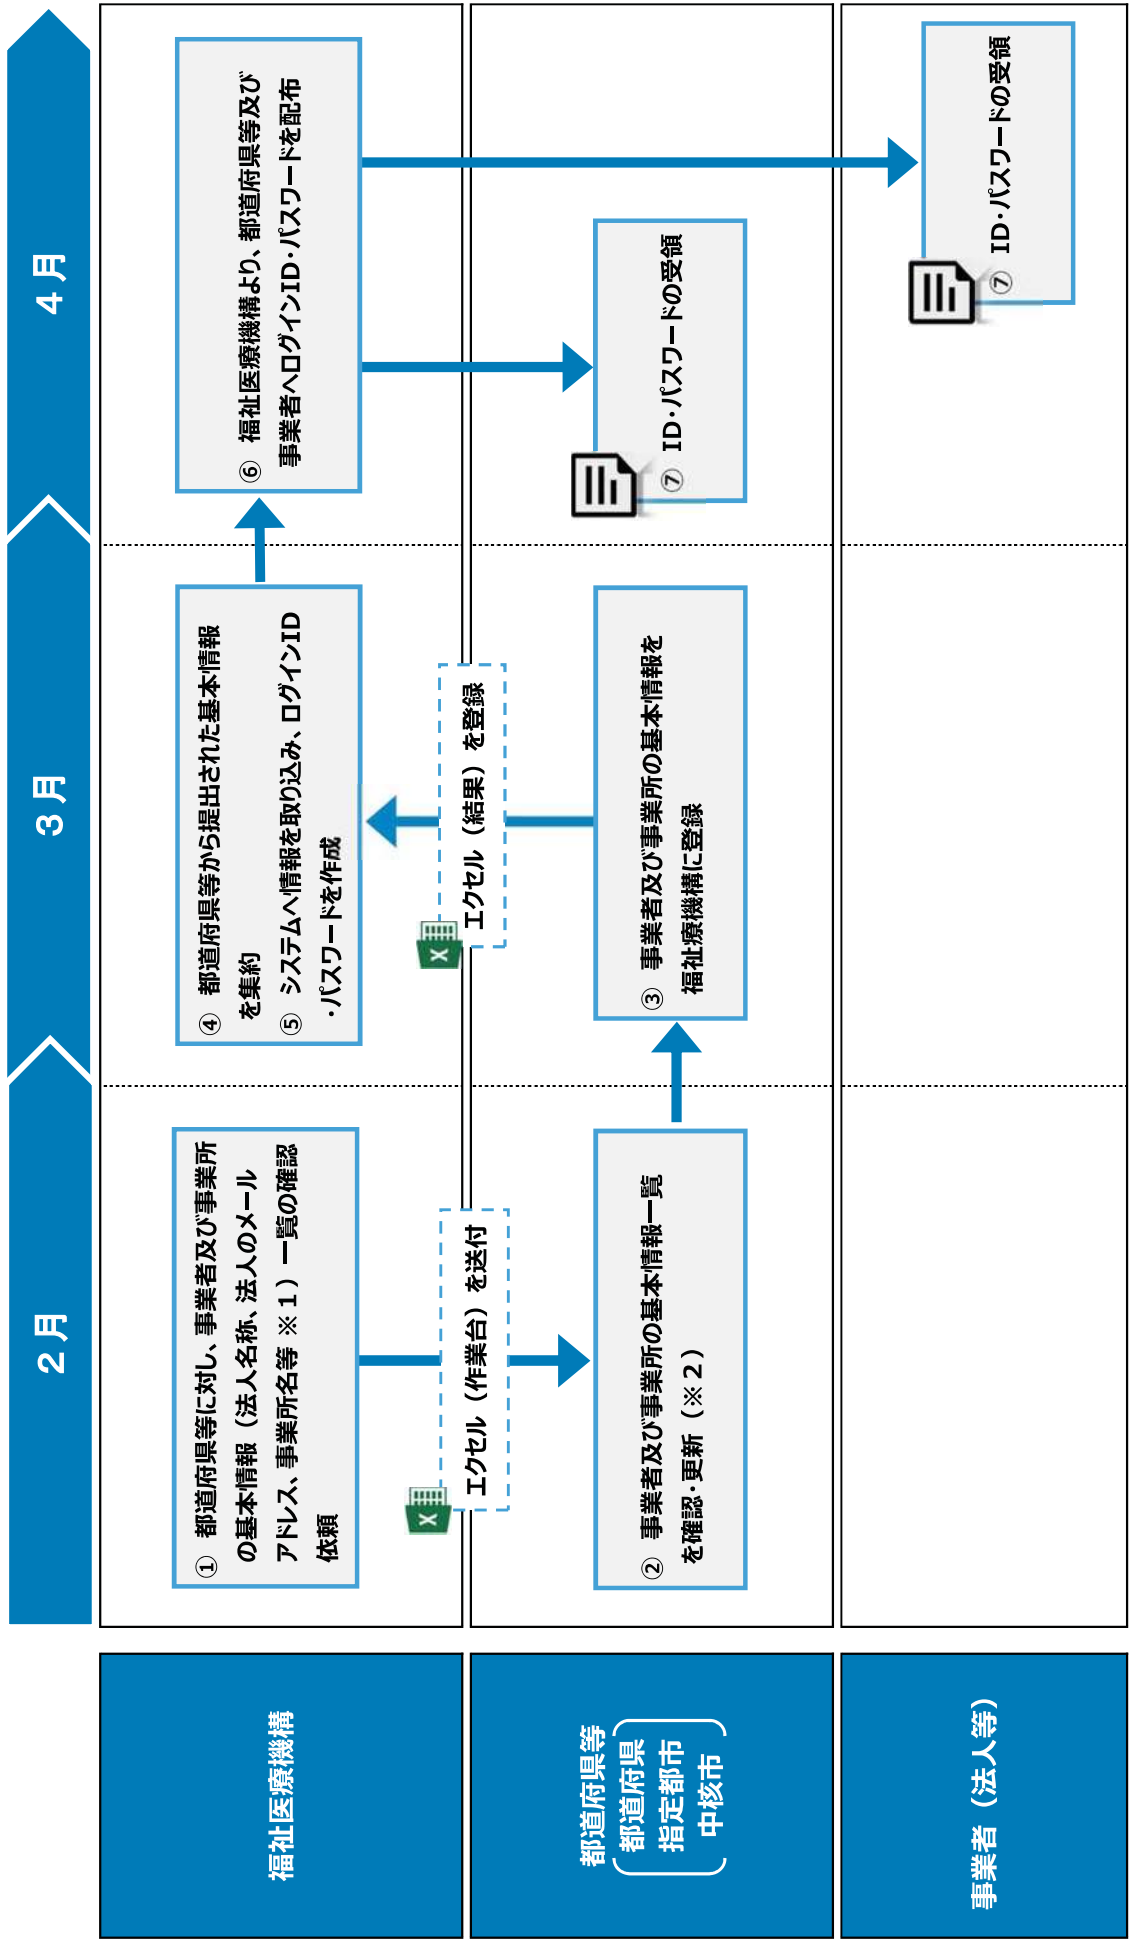 ２月
３月
４月
福祉医療機構
① 都道府県等に対し、事業者及び事業所
の基本情報（法人名称、法人のメール
アドレス、事業所名等 ※１）一覧の確認
依頼
④ 都道府県等から提出された基本情報
を集約
⑤ システムへ情報を取り込み、ログインID
・パスワードを作成
⑥ 福祉医療機構より、都道府県等及び
事業者へログインID・パスワードを配布
エクセル（作業台）を送付
エクセル（結果）を登録
都道府県等
都道府県
指定都市
中核市
② 事業者及び事業所の基本情報一覧
を確認・更新（※２）
③ 事業者及び事業所の基本情報を
福祉療機構に登録
⑦ ID・パスワードの受領
事業者（法人等）
⑦ ID・パスワードの受領